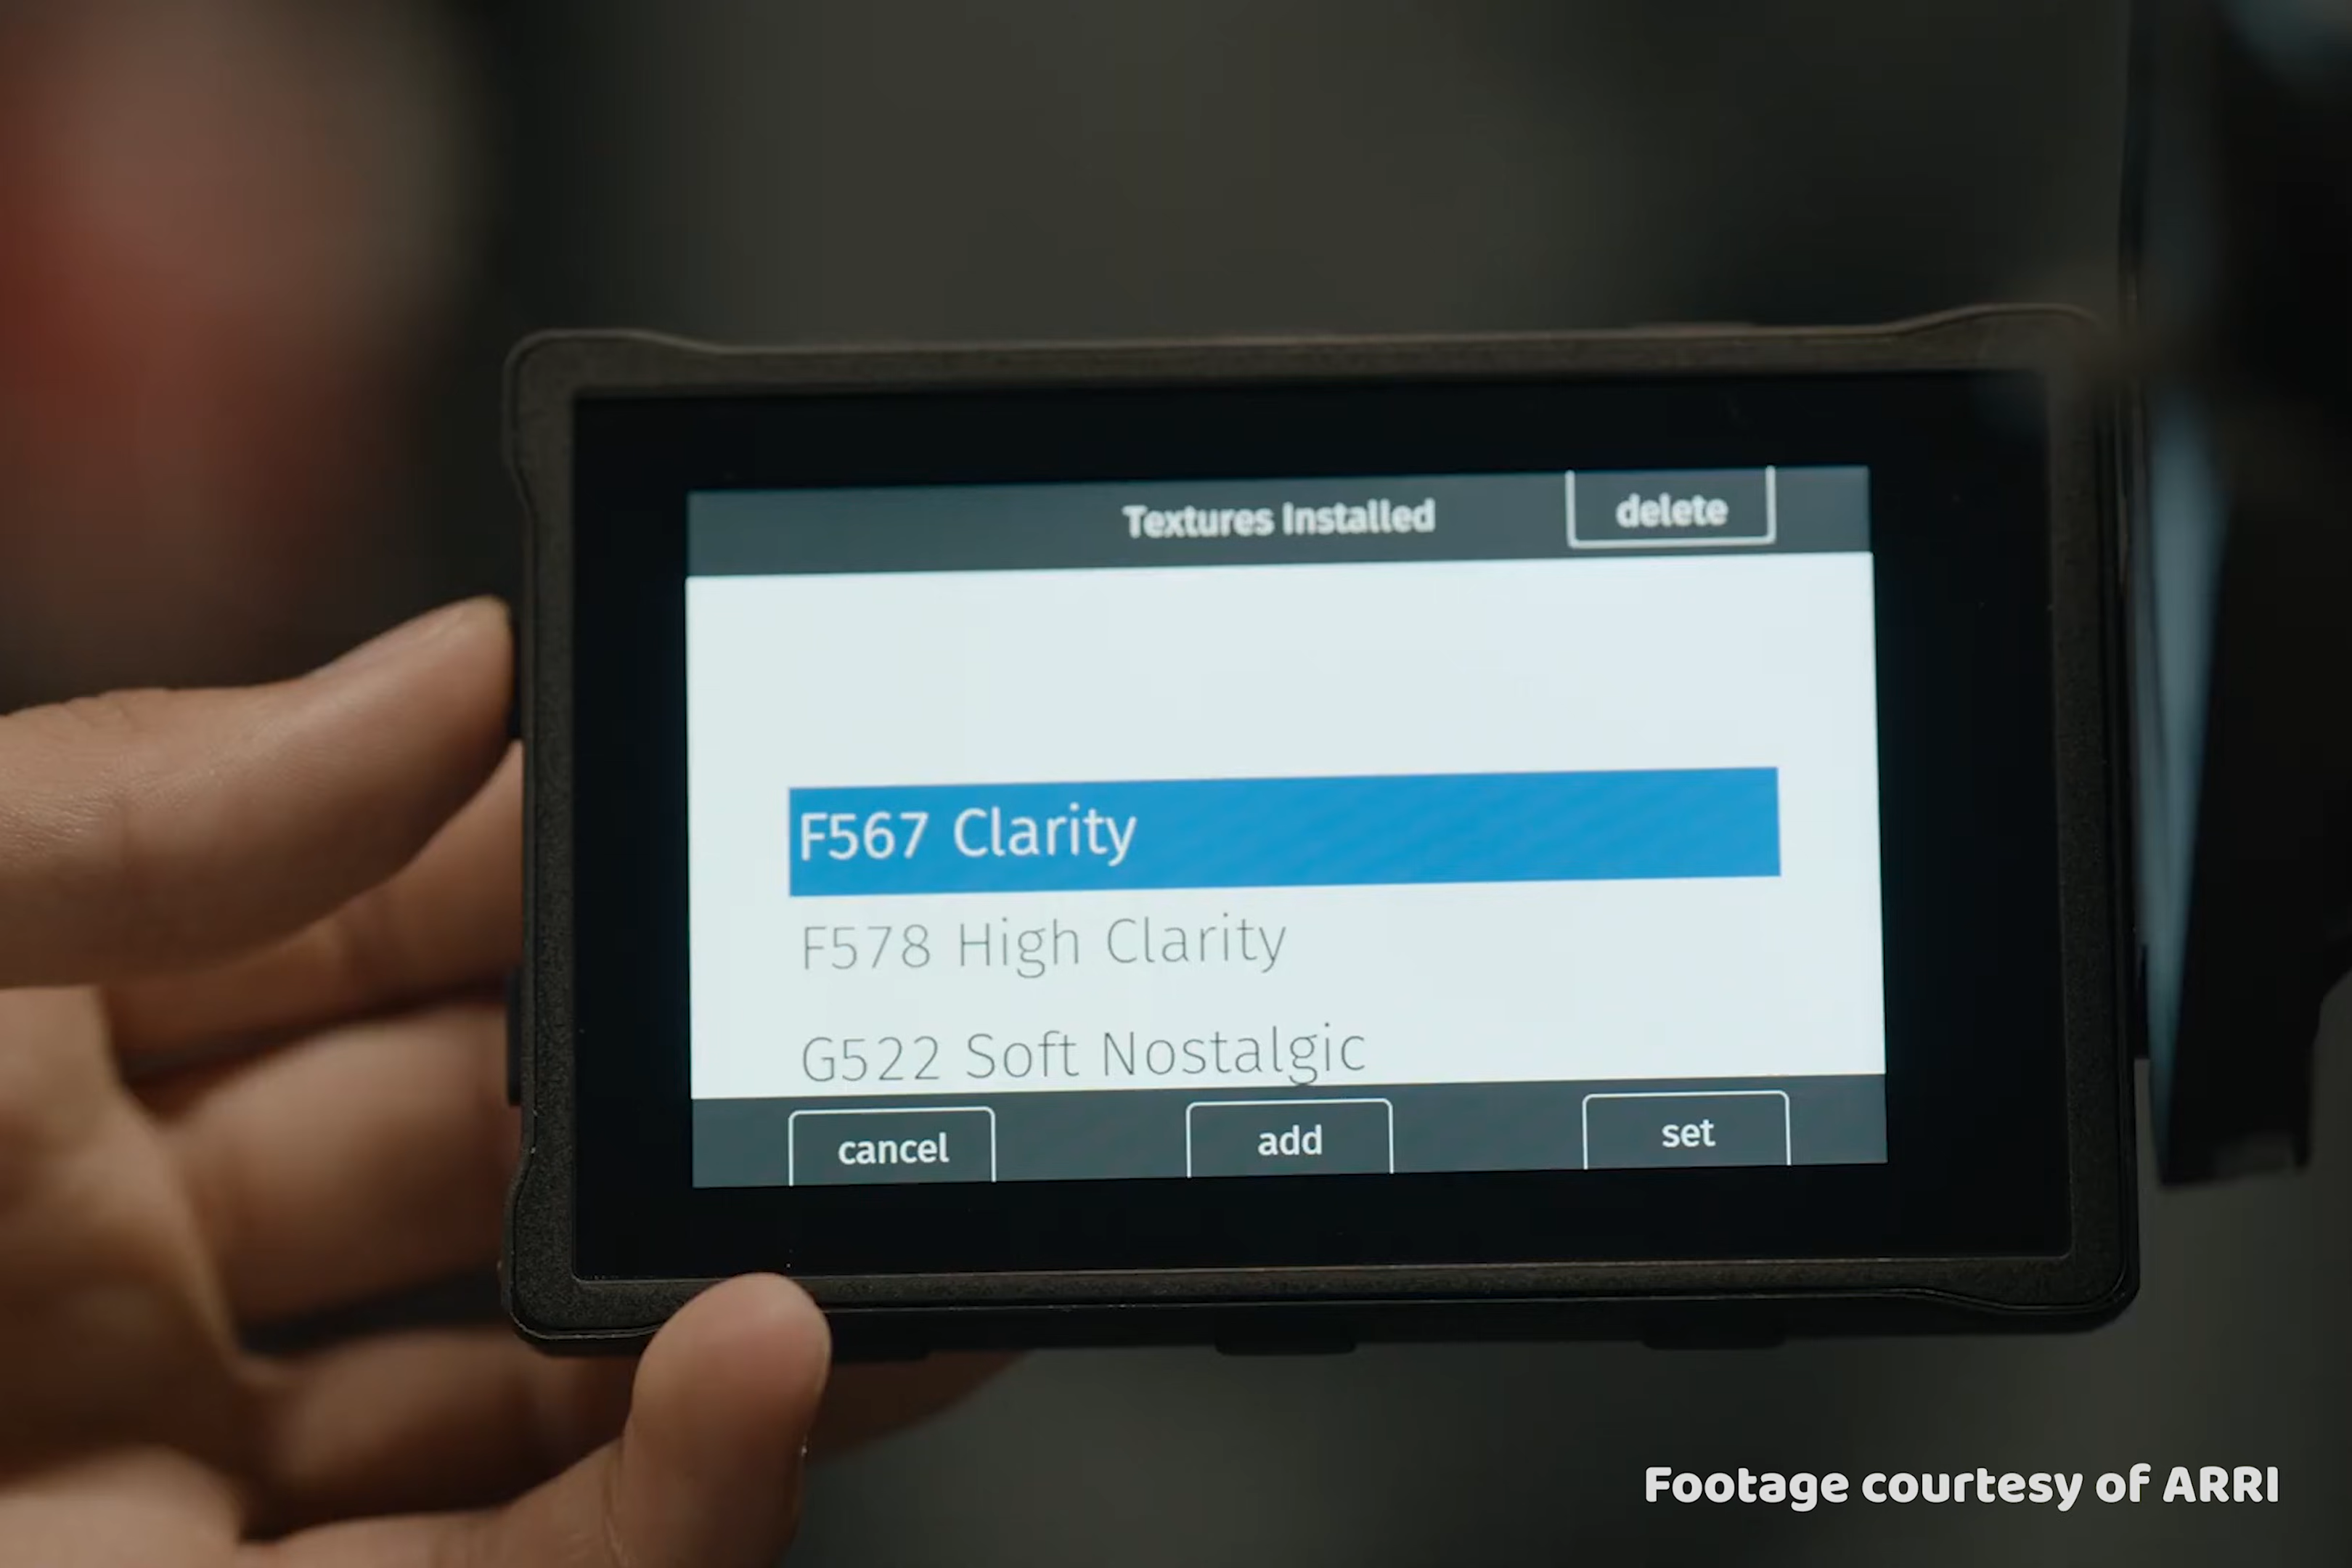 Textures Installed
delete
F567 Clarity
F578 High Clarity
G522 Soft Nostalgic
cancel
add
set
Footage courtesy of ARRI